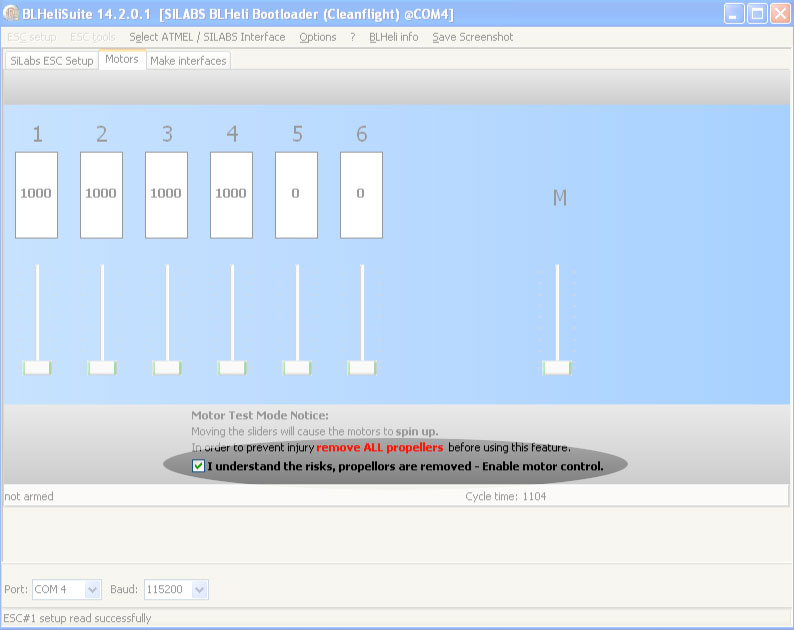 BLHeliSuite 14.2.0.1 [SILABS BLHeli Bootloader (Cleanflight) @COM4]
ESC setup ESC tools Select ATMEL / SILABS Interface Options ? BLHeli info Save Screenshot
SiLabs ESC Setup Motors Make interfaces
1 2 3 4 5 6
1000 1000 1000 1000 0 0
M
Motor Test Mode Notice:
Moving the sliders will cause the motors to spin up.
In order to prevent injury remove ALL propellers before using this feature.
I understand the risks, propellors are removed - Enable motor control.
not armed Cycle time: 1104
Port: COM 4 Baud: 115200
ESC#1 setup read successfully